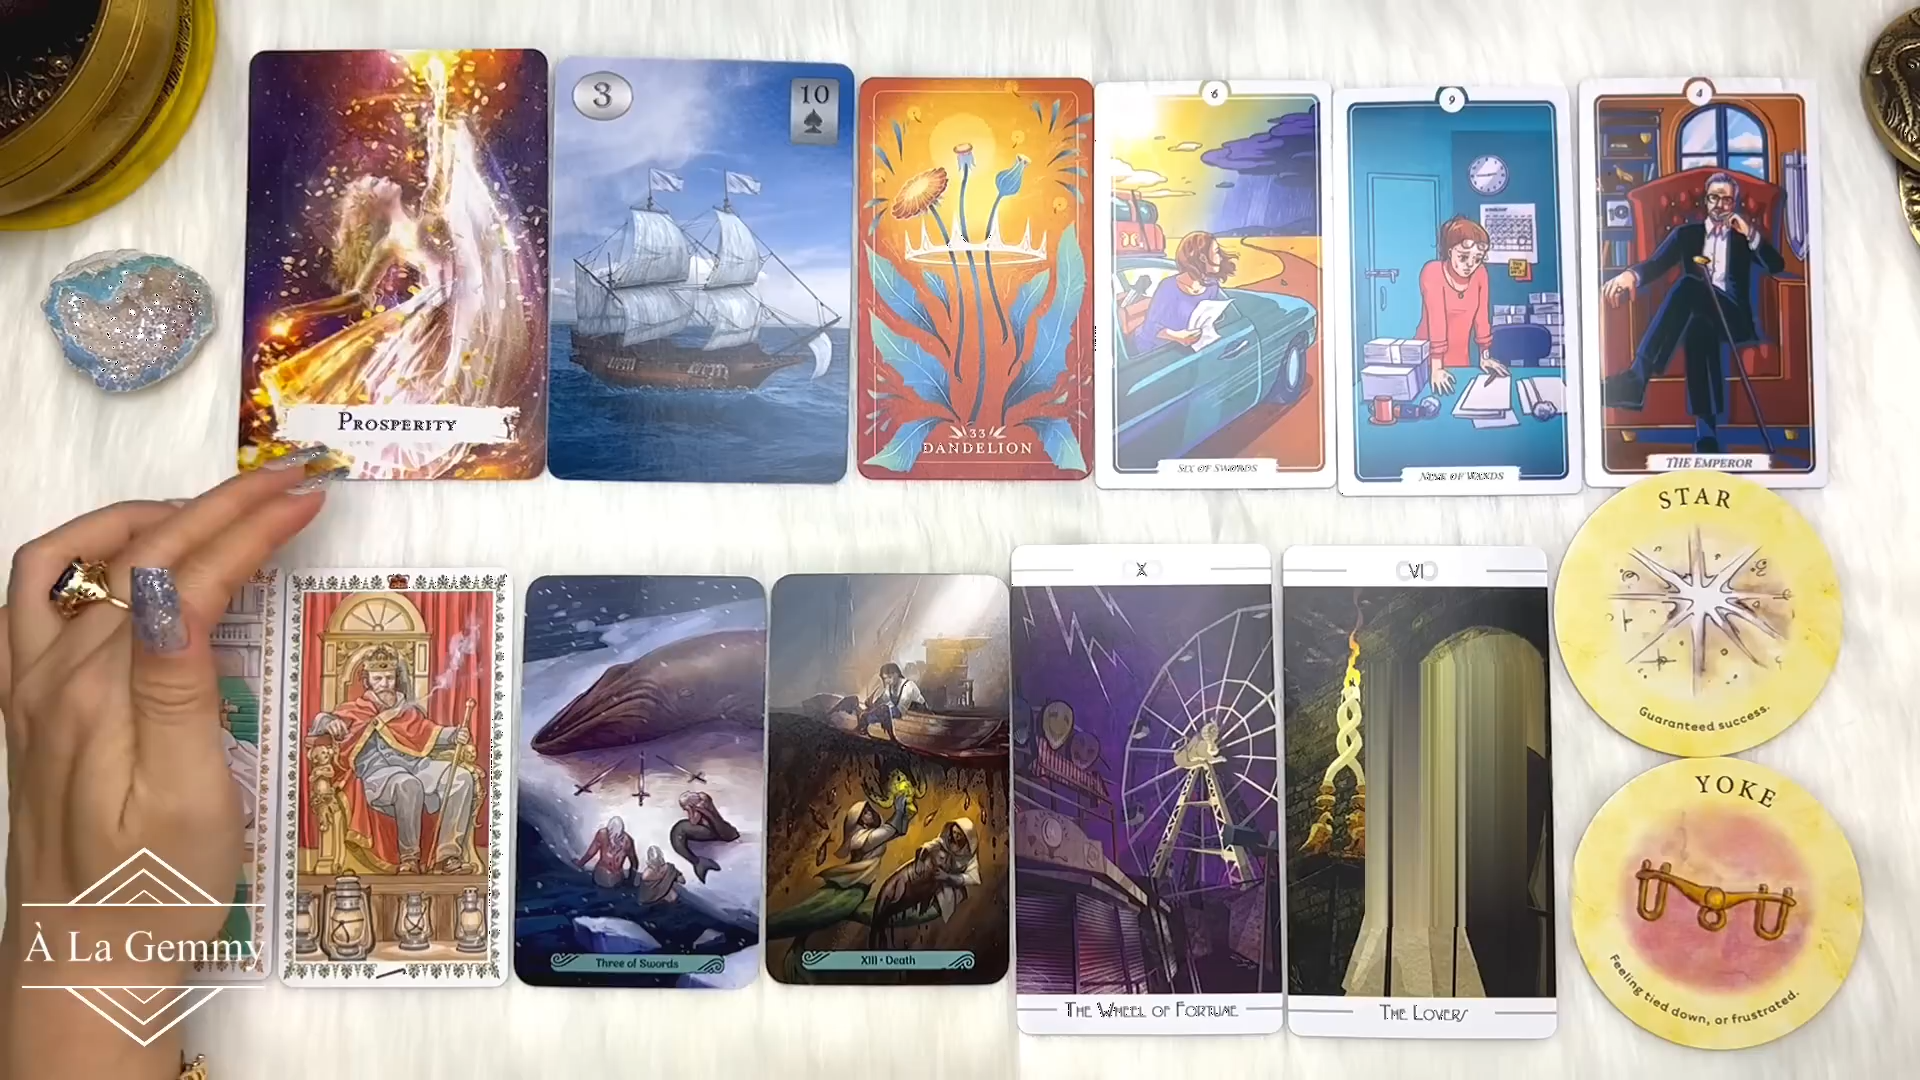 3
10
PROSPERITY
33
DANDELION
6
SIX OF SWORDS
9
NINE OF WANDS
4
THE EMPEROR
STAR
Guaranteed success.
Three of Swords
XIII • Death
X
THE WHEEL OF FORTUNE
VI
THE LOVERS
YOKE
Feeling tied down, or frustrated.
À La Gemmy